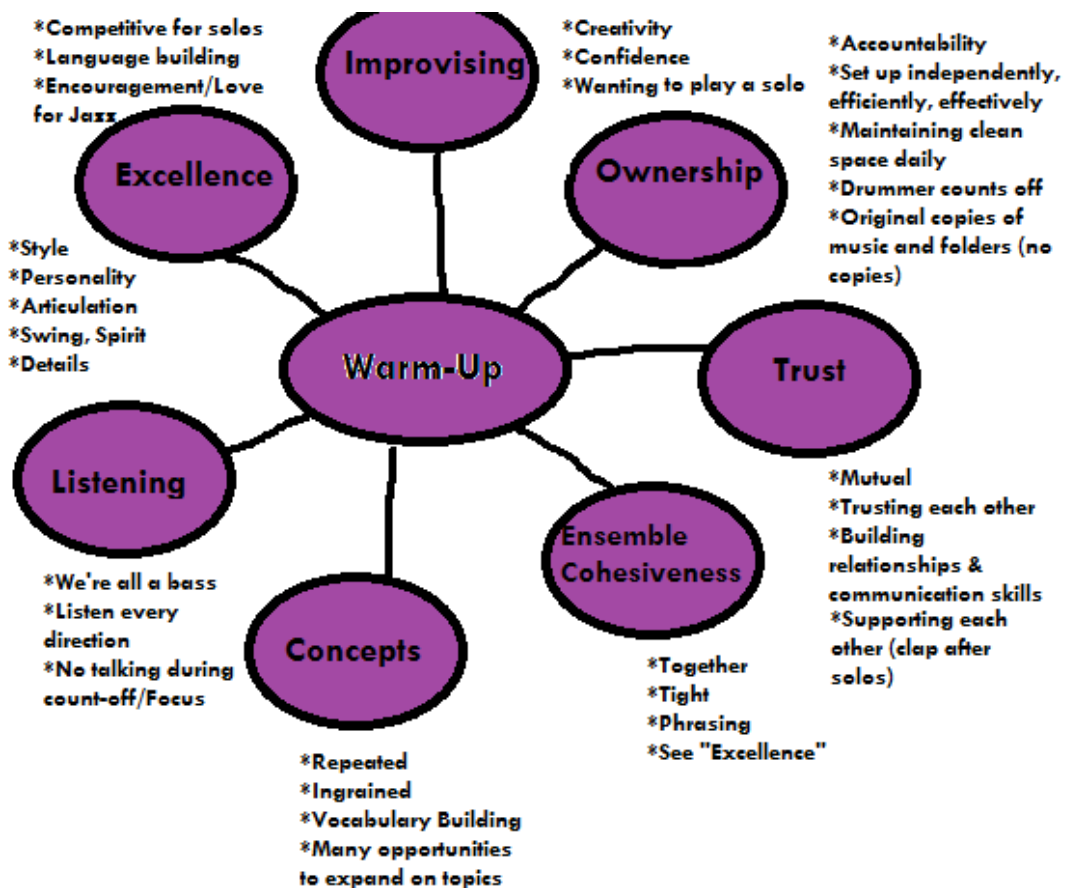 *Competitive for solos
*Language building
*Encouragement/Love
for Jazz
Improvising
*Creativity
*Confidence
*Wanting to play a solo
*Accountability
*Set up independently,
efficiently, effectively
*Maintaining clean
space daily
*Drummer counts off
*Original copies of
music and folders (no
copies)
Excellence
Ownership
*Style
*Personality
*Articulation
*Swing, Spirit
*Details
Warm-Up
Trust
Listening
*Mutual
*Trusting each other
*Building
relationships &
communication skills
*Supporting each
other (clap after
solos)
Ensemble
Cohesiveness
*We're all a bass
*Listen every
direction
*No talking during
count-off/Focus
Concepts
*Together
*Tight
*Phrasing
*See "Excellence"
*Repeated
*Ingrained
*Vocabulary Building
*Many opportunities
to expand on topics